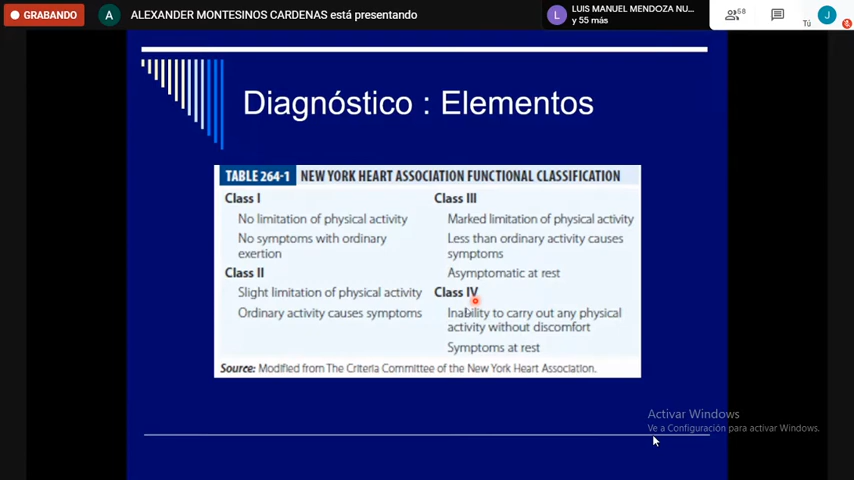 GRABANDO
A
ALEXANDER MONTESINOS CARDENAS está presentando
L
LUIS MANUEL MENDOZA NU...
y 55 más
58
Tú
J
Diagnóstico : Elementos
TABLE 264-1 NEW YORK HEART ASSOCIATION FUNCTIONAL CLASSIFICATION
Class I
No limitation of physical activity
No symptoms with ordinary
exertion
Class II
Slight limitation of physical activity
Ordinary activity causes symptoms
Class III
Marked limitation of physical activity
Less than ordinary activity causes
symptoms
Asymptomatic at rest
Class IV
Inability to carry out any physical
activity without discomfort
Symptoms at rest
Source: Modified from The Criteria Committee of the New York Heart Association.
Activar Windows
Ve a Configuración para activar Windows.